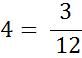 4 = 3/12